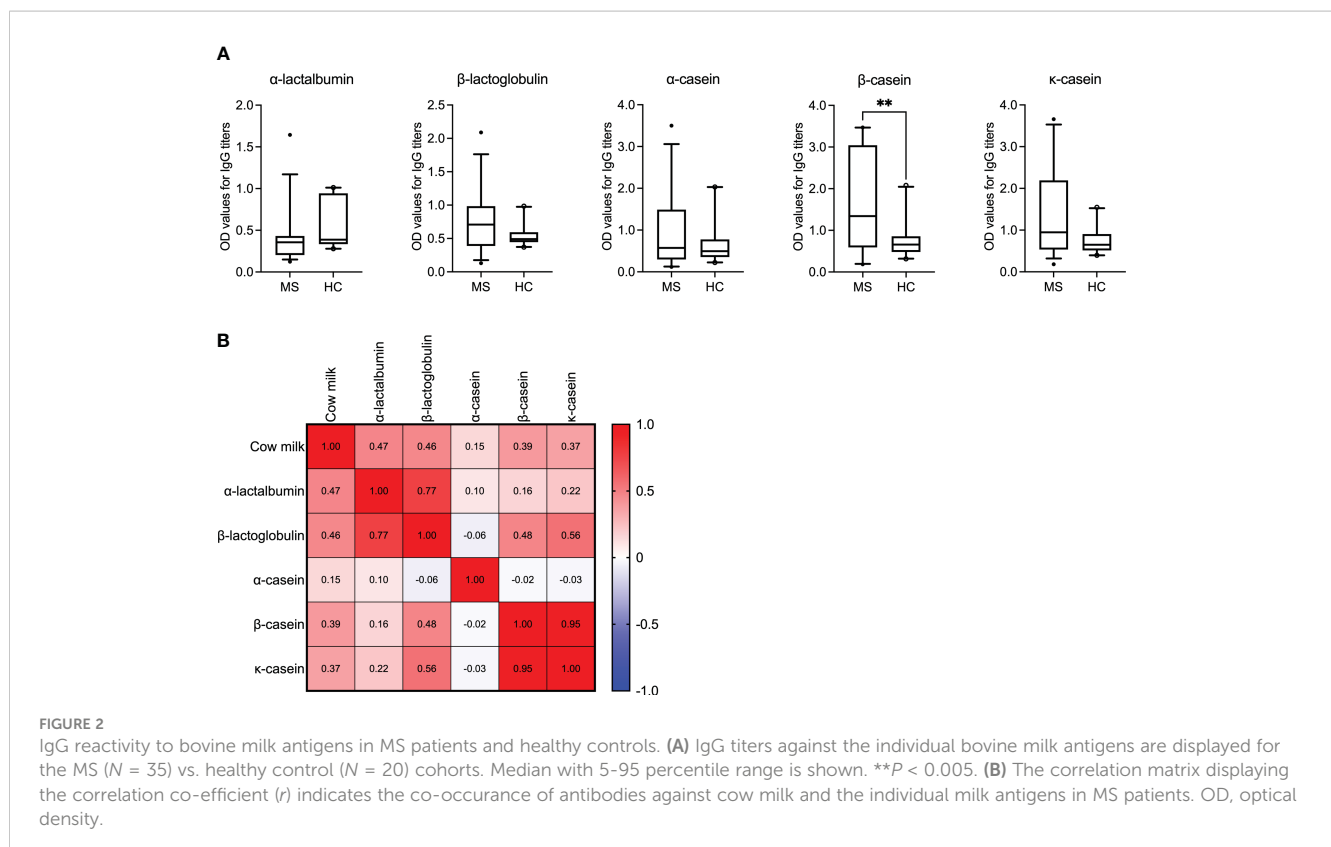 A
α-lactalbumin
β-lactoglobulin
α-casein
β-casein
κ-casein
OD values for IgG titers
2.0
1.5
1.0
0.5
0.0
MS
HC
OD values for IgG titers
2.5
2.0
1.5
1.0
0.5
0.0
MS
HC
OD values for IgG titers
4.0
3.0
2.0
1.0
0.0
MS
HC
OD values for IgG titers
4.0
3.0
2.0
1.0
0.0
**
MS
HC
OD values for IgG titers
4.0
3.0
2.0
1.0
0.0
MS
HC
B
Cow milk
α-lactalbumin
β-lactoglobulin
α-casein
β-casein
κ-casein
Cow milk 1.00 0.47 0.46 0.15 0.39 0.37
α-lactalbumin 0.47 1.00 0.77 0.10 0.16 0.22
β-lactoglobulin 0.46 0.77 1.00 -0.06 0.48 0.56
α-casein 0.15 0.10 -0.06 1.00 -0.02 -0.03
β-casein 0.39 0.16 0.48 -0.02 1.00 0.95
κ-casein 0.37 0.22 0.56 -0.03 0.95 1.00
1.0
0.5
0
-0.5
-1.0
FIGURE 2
IgG reactivity to bovine milk antigens in MS patients and healthy controls. (A) IgG titers against the individual bovine milk antigens are displayed for
the MS (N = 35) vs. healthy control (N = 20) cohorts. Median with 5-95 percentile range is shown. **P < 0.005. (B) The correlation matrix displaying
the correlation co-efficient (r) indicates the co-occurance of antibodies against cow milk and the individual milk antigens in MS patients. OD, optical
density.